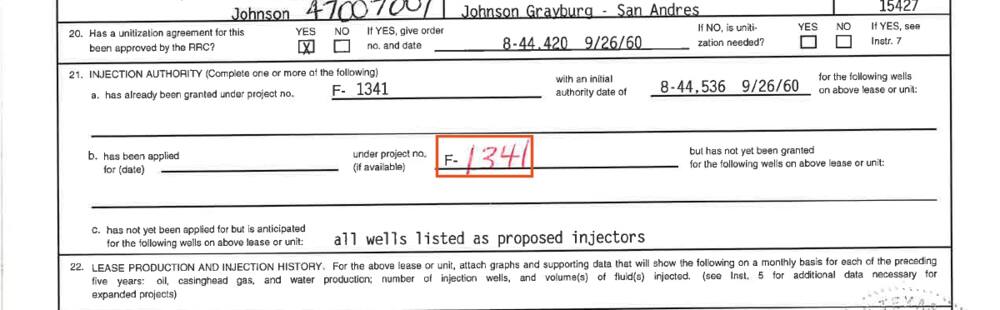 Johnson 47007001 Johnson Grayburg - San Andres 15427
20. Has a unitization agreement for this been approved by the RRC? YES X NO If YES, give order no. and date 8-44,420 9/26/60 If NO, is uniti-zation needed? YES NO If YES, see Instr. 7
21. INJECTION AUTHORITY (Complete one or more of the following)
a. has already been granted under project no. F- 1341 with an initial authority date of 8-44,536 9/26/60 for the following wells on above lease or unit:
b. has been applied for (date) under project no. (if available) F- 1341 but has not yet been granted for the following wells on above lease or unit:
c. has not yet been applied for but is anticipated for the following wells on above lease or unit: all wells listed as proposed injectors
22. LEASE PRODUCTION AND INJECTION HISTORY. For the above lease or unit, attach graphs and supporting data that will show the following on a monthly basis for each of the preceding
five years: oil, casinghead gas, and water production; number of injection wells, and volume(s) of fluid(s) injected. (see Inst. 5 for additional data necessary for
expanded projects)